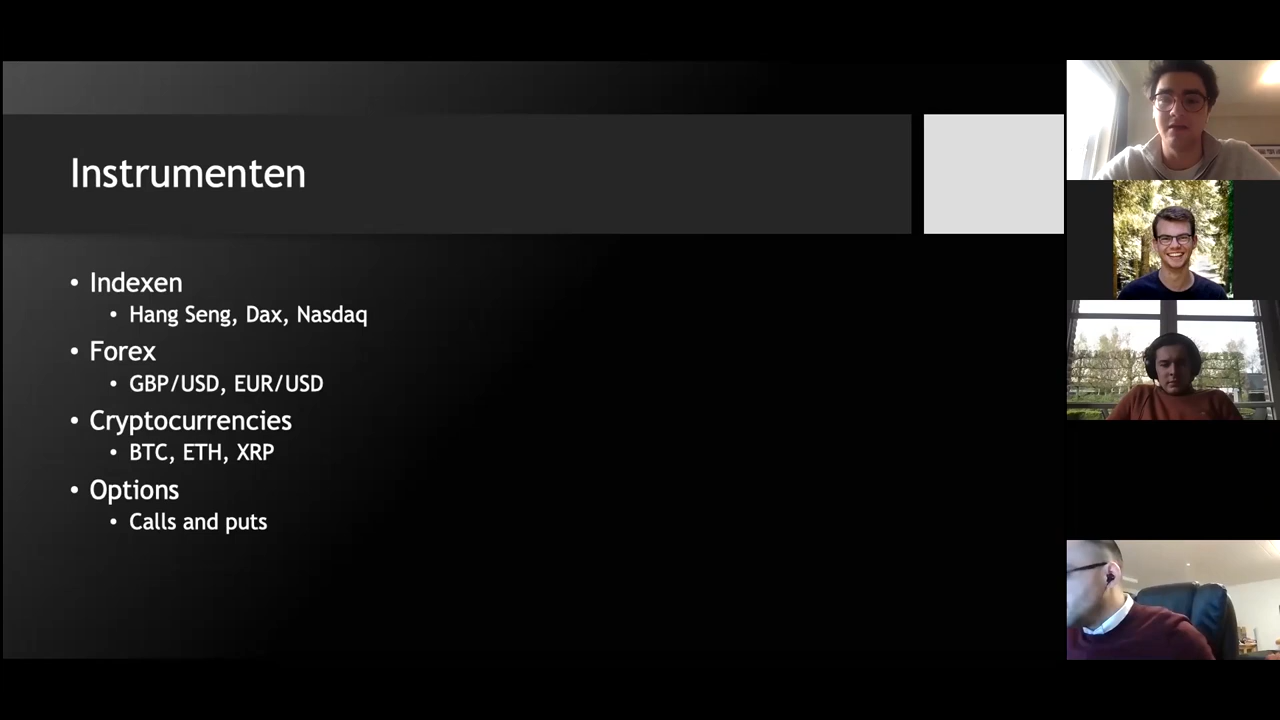 Instrumenten
• Indexen
• Hang Seng, Dax, Nasdaq
• Forex
• GBP/USD, EUR/USD
• Cryptocurrencies
• BTC, ETH, XRP
• Options
• Calls and puts